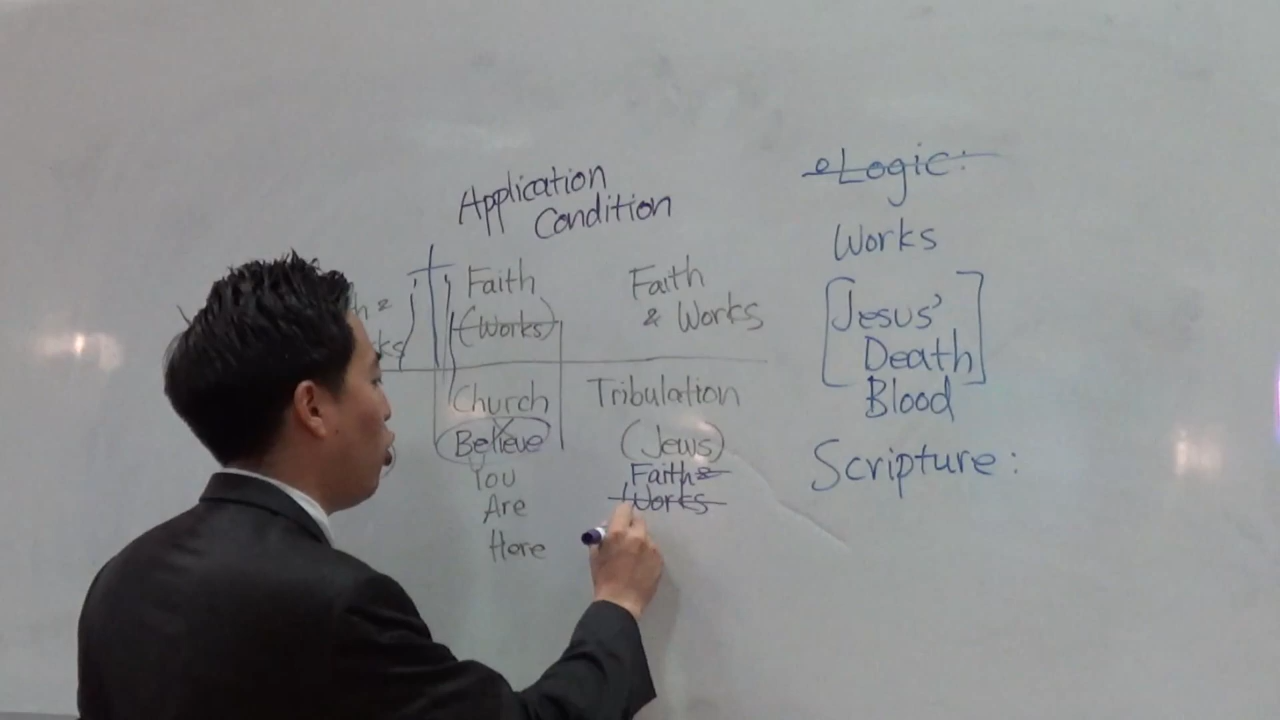 Application
Condition
Faith
(Works)
Faith
& Works
Church
Believe
You
Are
Here
Tribulation
(Jews)
Faith &
Works
Logic:
Works
[Jesus'
Death]
Blood
Scripture: